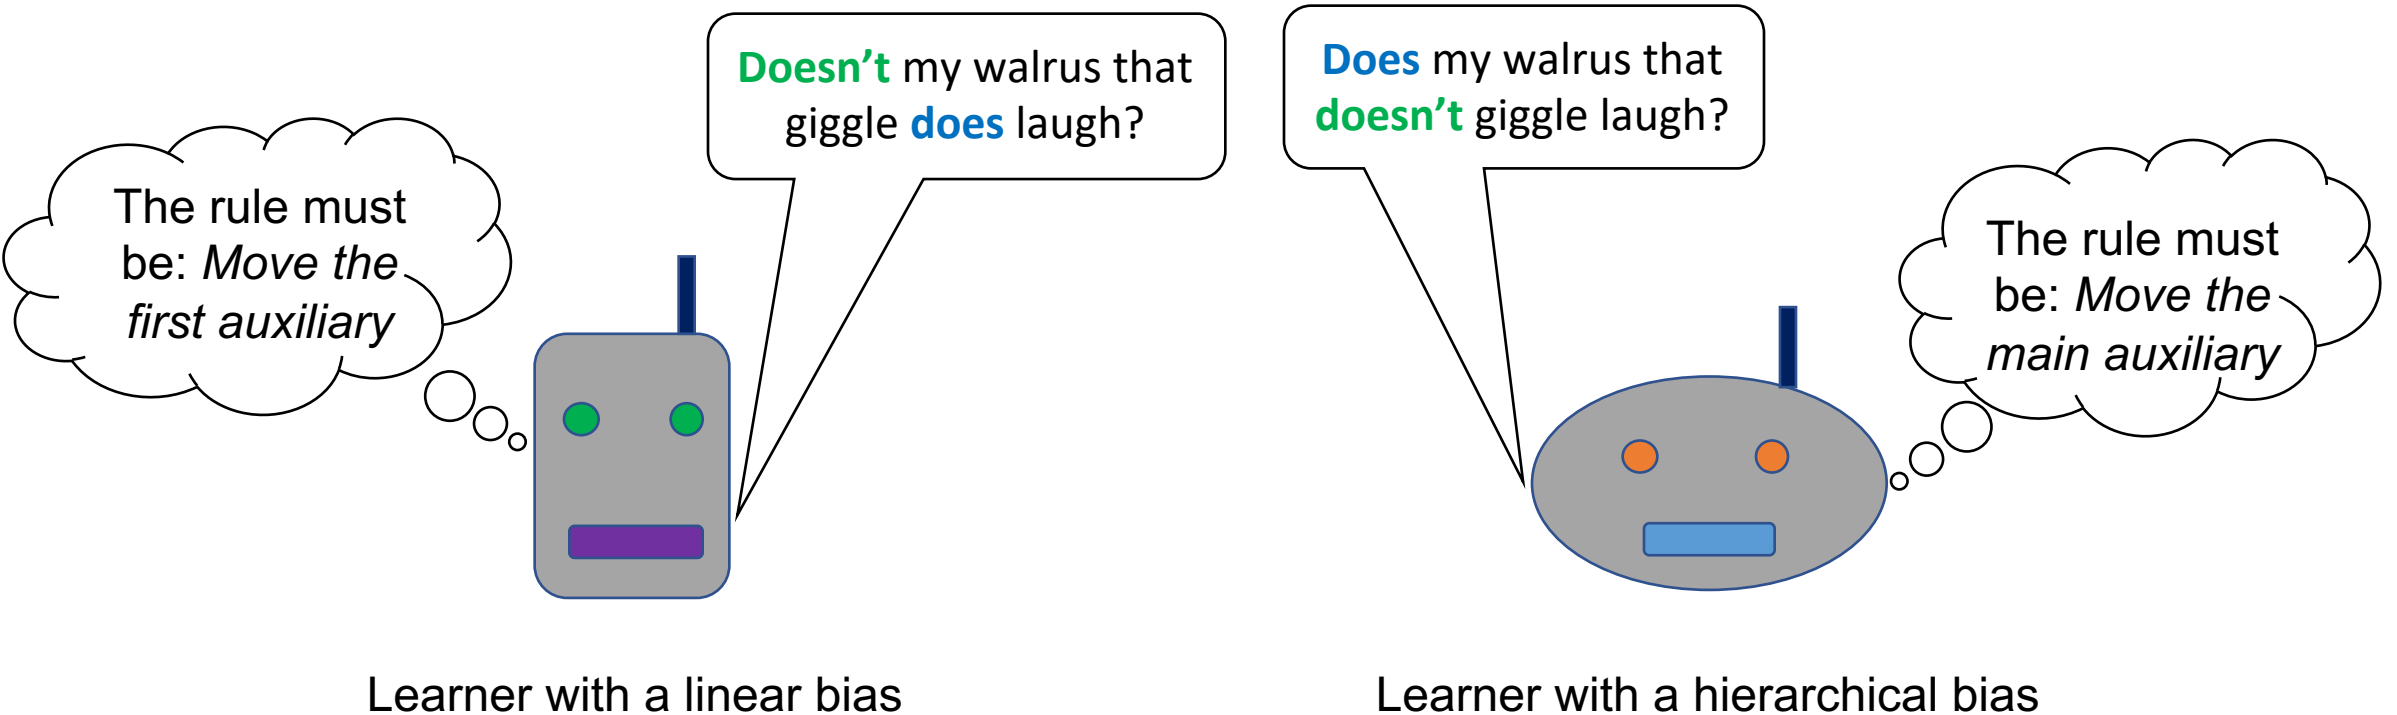 The rule must
be: Move the
first auxiliary
Doesn’t my walrus that
giggle does laugh?
Does my walrus that
doesn’t giggle laugh?
The rule must
be: Move the
main auxiliary
Learner with a linear bias
Learner with a hierarchical bias